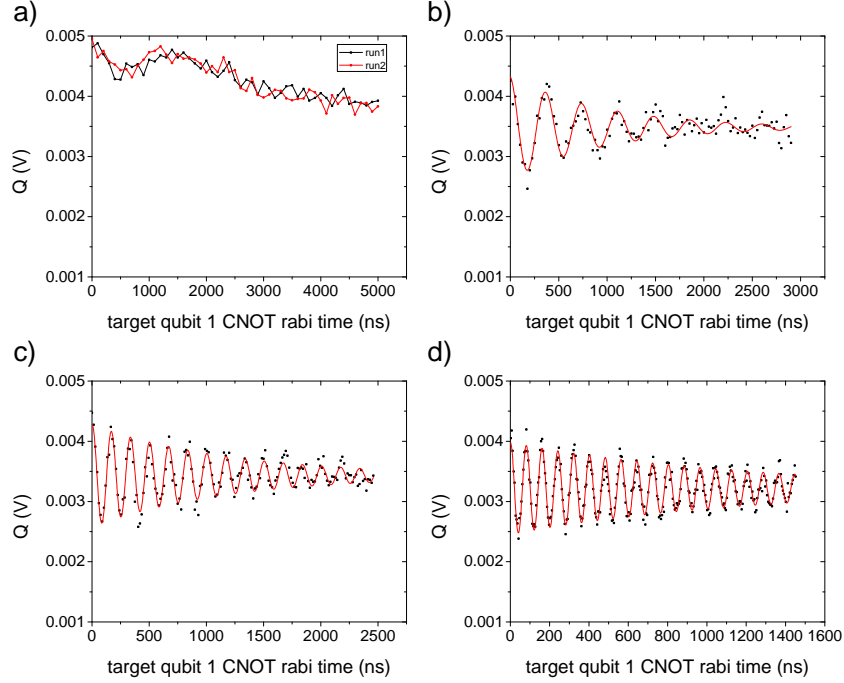 a)
0.005
0.004
0.003
0.002
0.001
Q (V)
run1
run2
0 1000 2000 3000 4000 5000
target qubit 1 CNOT rabi time (ns)
b)
0.005
0.004
0.003
0.002
0.001
Q (V)
0 500 1000 1500 2000 2500 3000
target qubit 1 CNOT rabi time (ns)
c)
0.005
0.004
0.003
0.002
0.001
Q (V)
0 500 1000 1500 2000 2500
target qubit 1 CNOT rabi time (ns)
d)
0.005
0.004
0.003
0.002
0.001
Q (V)
0 200 400 600 800 1000 1200 1400 1600
target qubit 1 CNOT rabi time (ns)